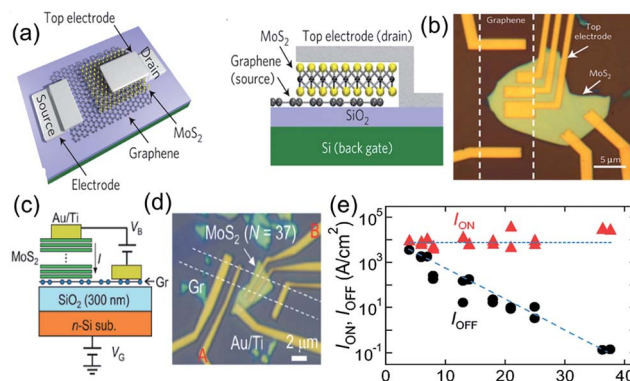 (a)
Top electrode
Drain
Source
MoS2
Graphene
Electrode
MoS2
Top electrode (drain)
Graphene
(source)
SiO2
Si (back gate)
(b)
Graphene
Top
electrode
MoS2
5 μm
(c)
Au/Ti
VB
MoS2
I
Gr
SiO2 (300 nm)
n-Si sub.
VG
(d)
MoS2 (N = 37)
B
Gr
Au/Ti
A
2 μm
(e)
ION, IOFF (A/cm2)
10^5
10^3
10^1
10^-1
ION
IOFF
0
10
20
30
40